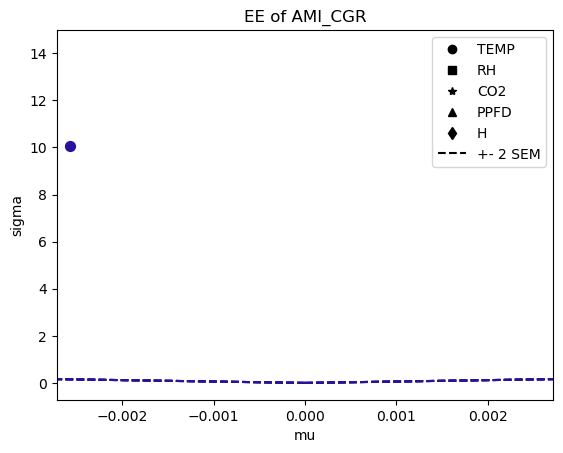 EE of AMI_CGR
14
12
10
8
6
4
2
0
sigma
−0.002
−0.001
0.000
0.001
0.002
mu
TEMP
RH
CO2
PPFD
H
+- 2 SEM